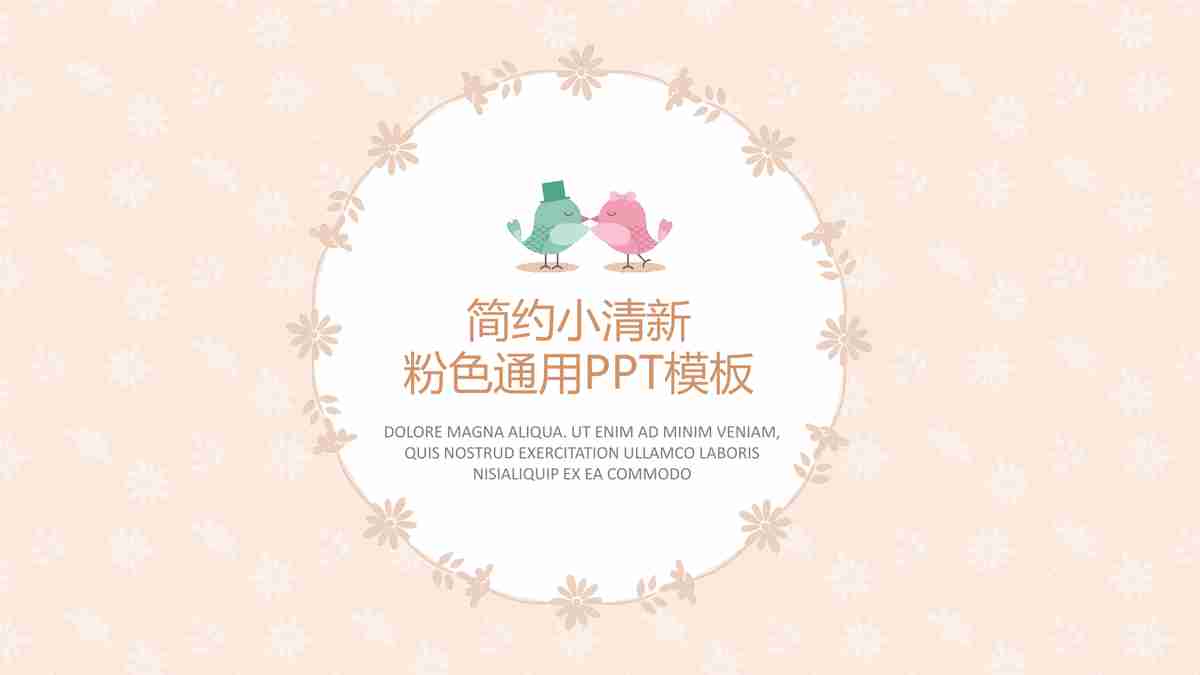 简约小清新
粉色通用PPT模板
DOLORE MAGNA ALIQUA. UT ENIM AD MINIM VENIAM,
QUIS NOSTRUD EXERCITATION ULLAMCO LABORIS
NISIALIQUIP EX EA COMMODO